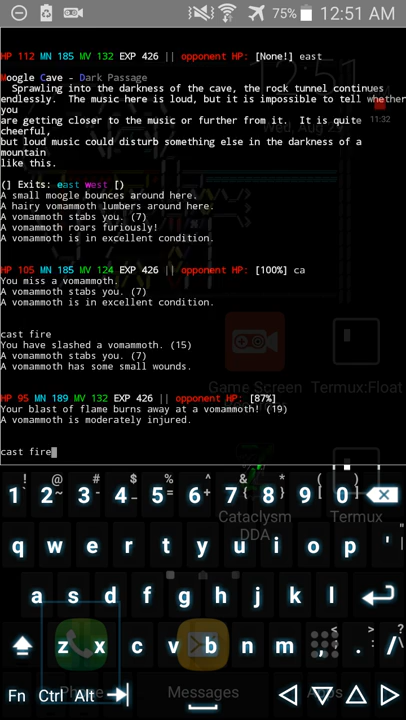 75% 12:51 AM
HP 112 MN 185 MV 132 EXP 426 || opponent HP: [None!] east
Moogle Cave - Dark Passage
Sprawling into the darkness of the cave, the rock tunnel continues
endlessly. The music here is loud, but it is impossible to tell whether
you
are getting closer to the music or further from it. It is quite
cheerful,
but loud music could disturb something else in the darkness of a
mountain
like this.
(] Exits: east west [)
A small moogle bounces around here.
A hairy vomammoth lumbers around here.
A vomammoth stabs you. (7)
A vomammoth roars furiously!
A vomammoth is in excellent condition.
HP 105 MN 185 MV 124 EXP 426 || opponent HP: [100%] ca
You miss a vomammoth.
A vomammoth stabs you. (7)
A vomammoth is in excellent condition.
cast fire
You have slashed a vomammoth. (15)
A vomammoth stabs you. (7)
A vomammoth has some small wounds.
HP 95 MN 189 MV 132 EXP 426 || opponent HP: [87%]
Your blast of flame burns away at a vomammoth! (19)
A vomammoth is moderately injured.
cast fire
12:51
Wed, Aug 29
11:32
Game Screen
Termux:Float
Cataclysm
DDA
Termux
! @ # $ % ^ & * ( )
1 2 3 4 5 6 7 8 9 0
~ - _ = + / \ { }
q w e r t y u i o p '
a s d f g h j k l
z x c v b n m , . /
Fn Ctrl Alt
Phone Messages Apps